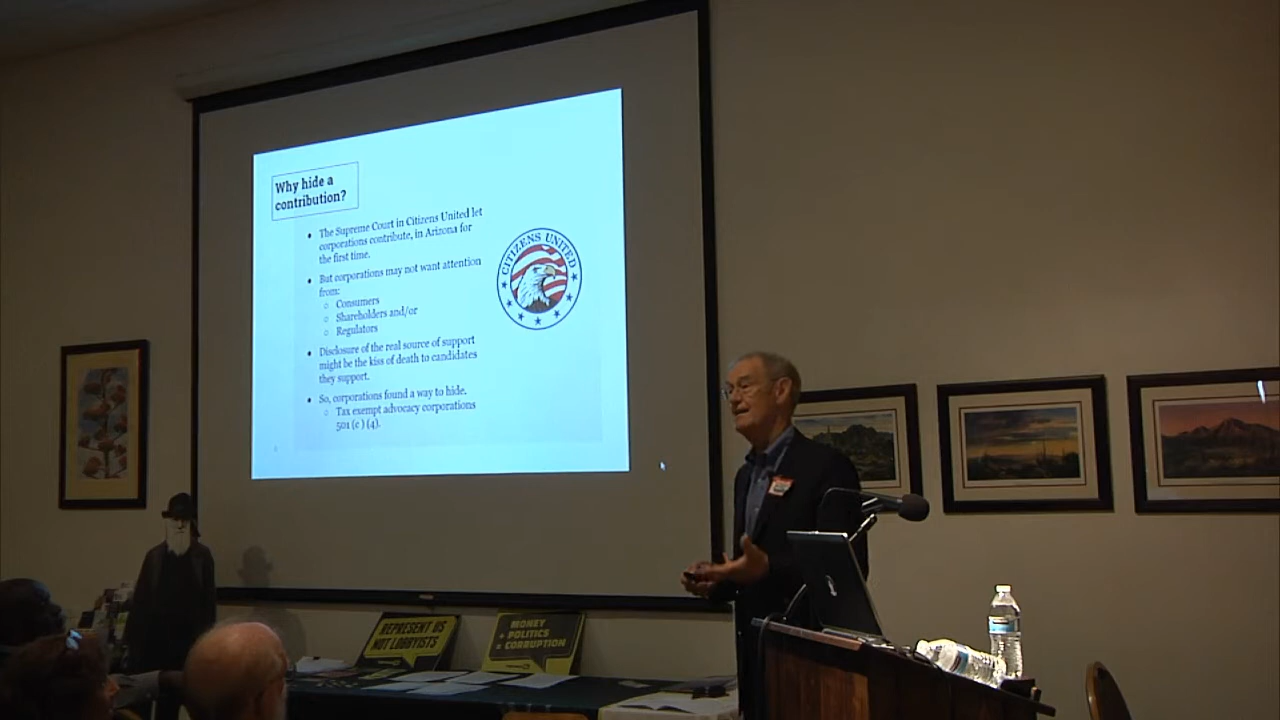 Why hide a
contribution?
• The Supreme Court in Citizens United let
corporations contribute, in Arizona for
the first time.
• But corporations may not want attention
from:
○ Consumers
○ Shareholders and/or
○ Regulators
• Disclosure of the real source of support
might be the kiss of death to candidates
they support.
• So, corporations found a way to hide.
○ Tax exempt advocacy corporations
501 (c ) (4).
CITIZENS UNITED
REPRESENT US
NOT LOBBYISTS
MONEY
+ POLITICS
= CORRUPTION